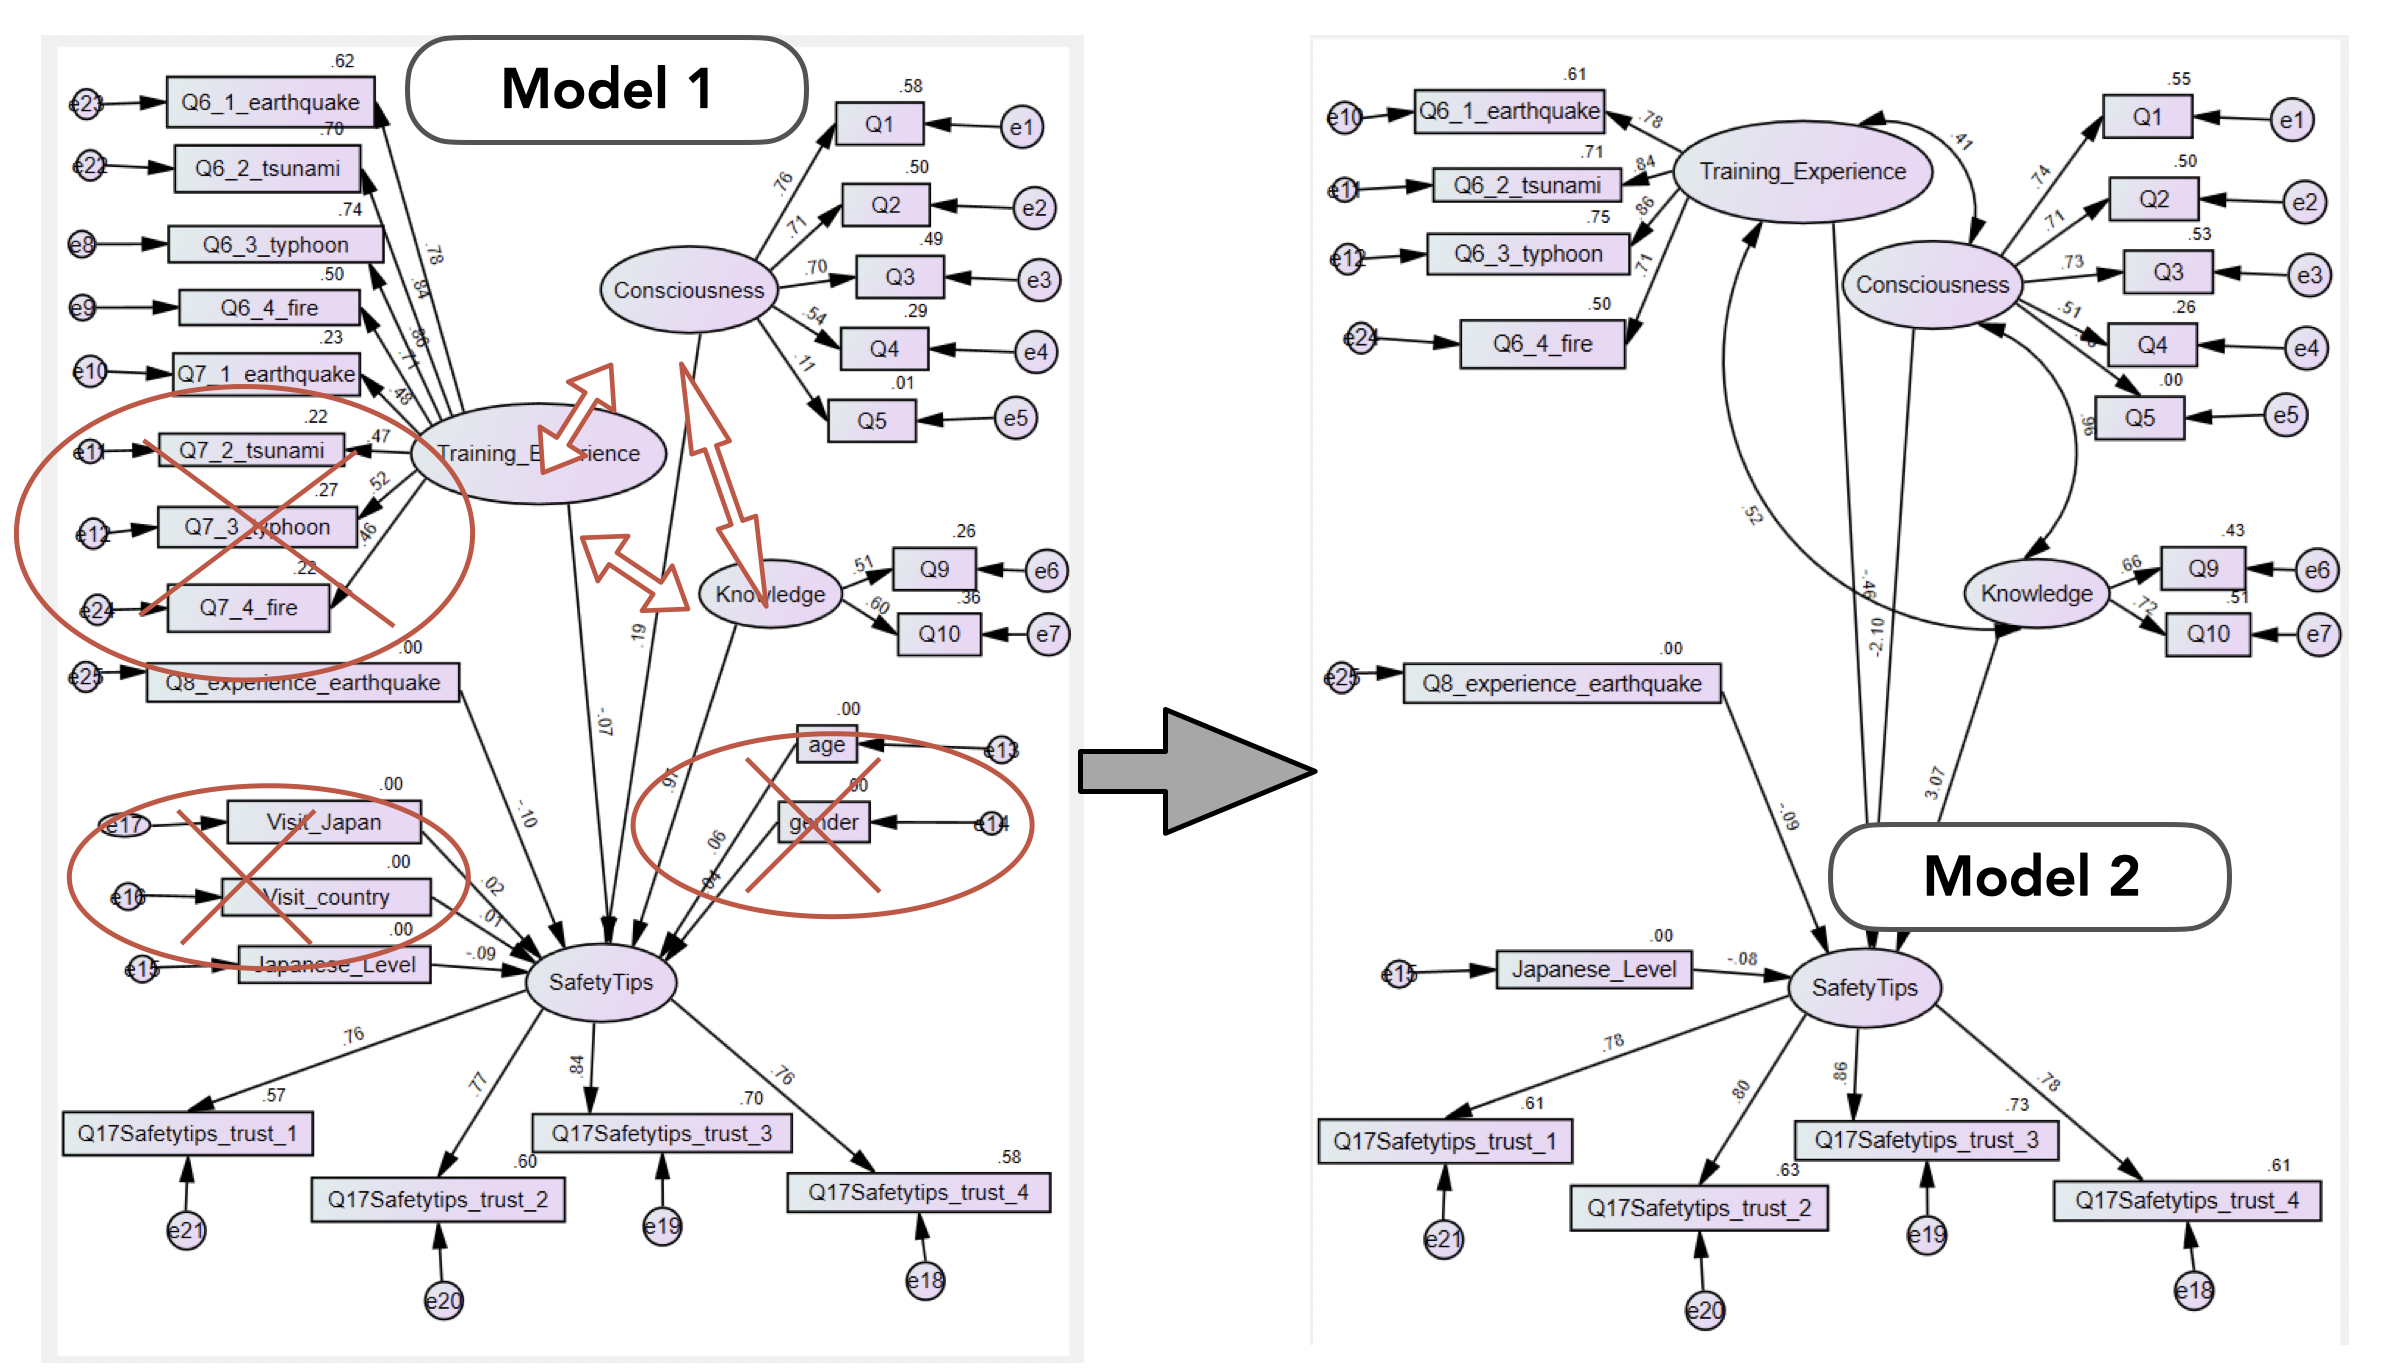 Model 1
.62
e23
Q6_1_earthquake
.70
e22
Q6_2_tsunami
.74
e8
Q6_3_typhoon
.50
e9
Q6_4_fire
.23
e10
Q7_1_earthquake
.22
e11
Q7_2_tsunami
.27
e12
Q7_3_typhoon
.22
e24
Q7_4_fire
.78
.84
.86
.71
.48
.47
.52
.46
Training_Experience
.00
e25
Q8_experience_earthquake
-.10
Consciousness
.76
.71
.70
.54
.11
.58
Q1
e1
.50
Q2
e2
.49
Q3
e3
.29
Q4
e4
.01
Q5
e5
Knowledge
.51
.60
.26
Q9
e6
.36
Q10
e7
-.07
.19
.97
.00
age
e13
.00
gender
e14
.06
.04
.00
e17
Visit_Japan
.02
.00
e16
Visit_country
.01
.00
e15
Japanese_Level
-.09
SafetyTips
.76
.77
.84
.76
.57
Q17Safetytips_trust_1
e21
.60
Q17Safetytips_trust_2
e20
.70
Q17Safetytips_trust_3
e19
.58
Q17Safetytips_trust_4
e18
Model 2
.61
e10
Q6_1_earthquake
.71
e11
Q6_2_tsunami
.75
e12
Q6_3_typhoon
.50
e24
Q6_4_fire
.78
.84
.86
.71
Training_Experience
.41
Consciousness
.74
.71
.73
.51
.55
Q1
e1
.50
Q2
e2
.53
Q3
e3
.26
Q4
e4
.00
Q5
e5
.96
.52
Knowledge
.66
.72
.43
Q9
e6
.51
Q10
e7
-.46
-2.10
3.07
.00
e25
Q8_experience_earthquake
-.09
.00
e15
Japanese_Level
-.08
SafetyTips
.78
.80
.86
.78
.61
Q17Safetytips_trust_1
e21
.63
Q17Safetytips_trust_2
e20
.73
Q17Safetytips_trust_3
e19
.61
Q17Safetytips_trust_4
e18